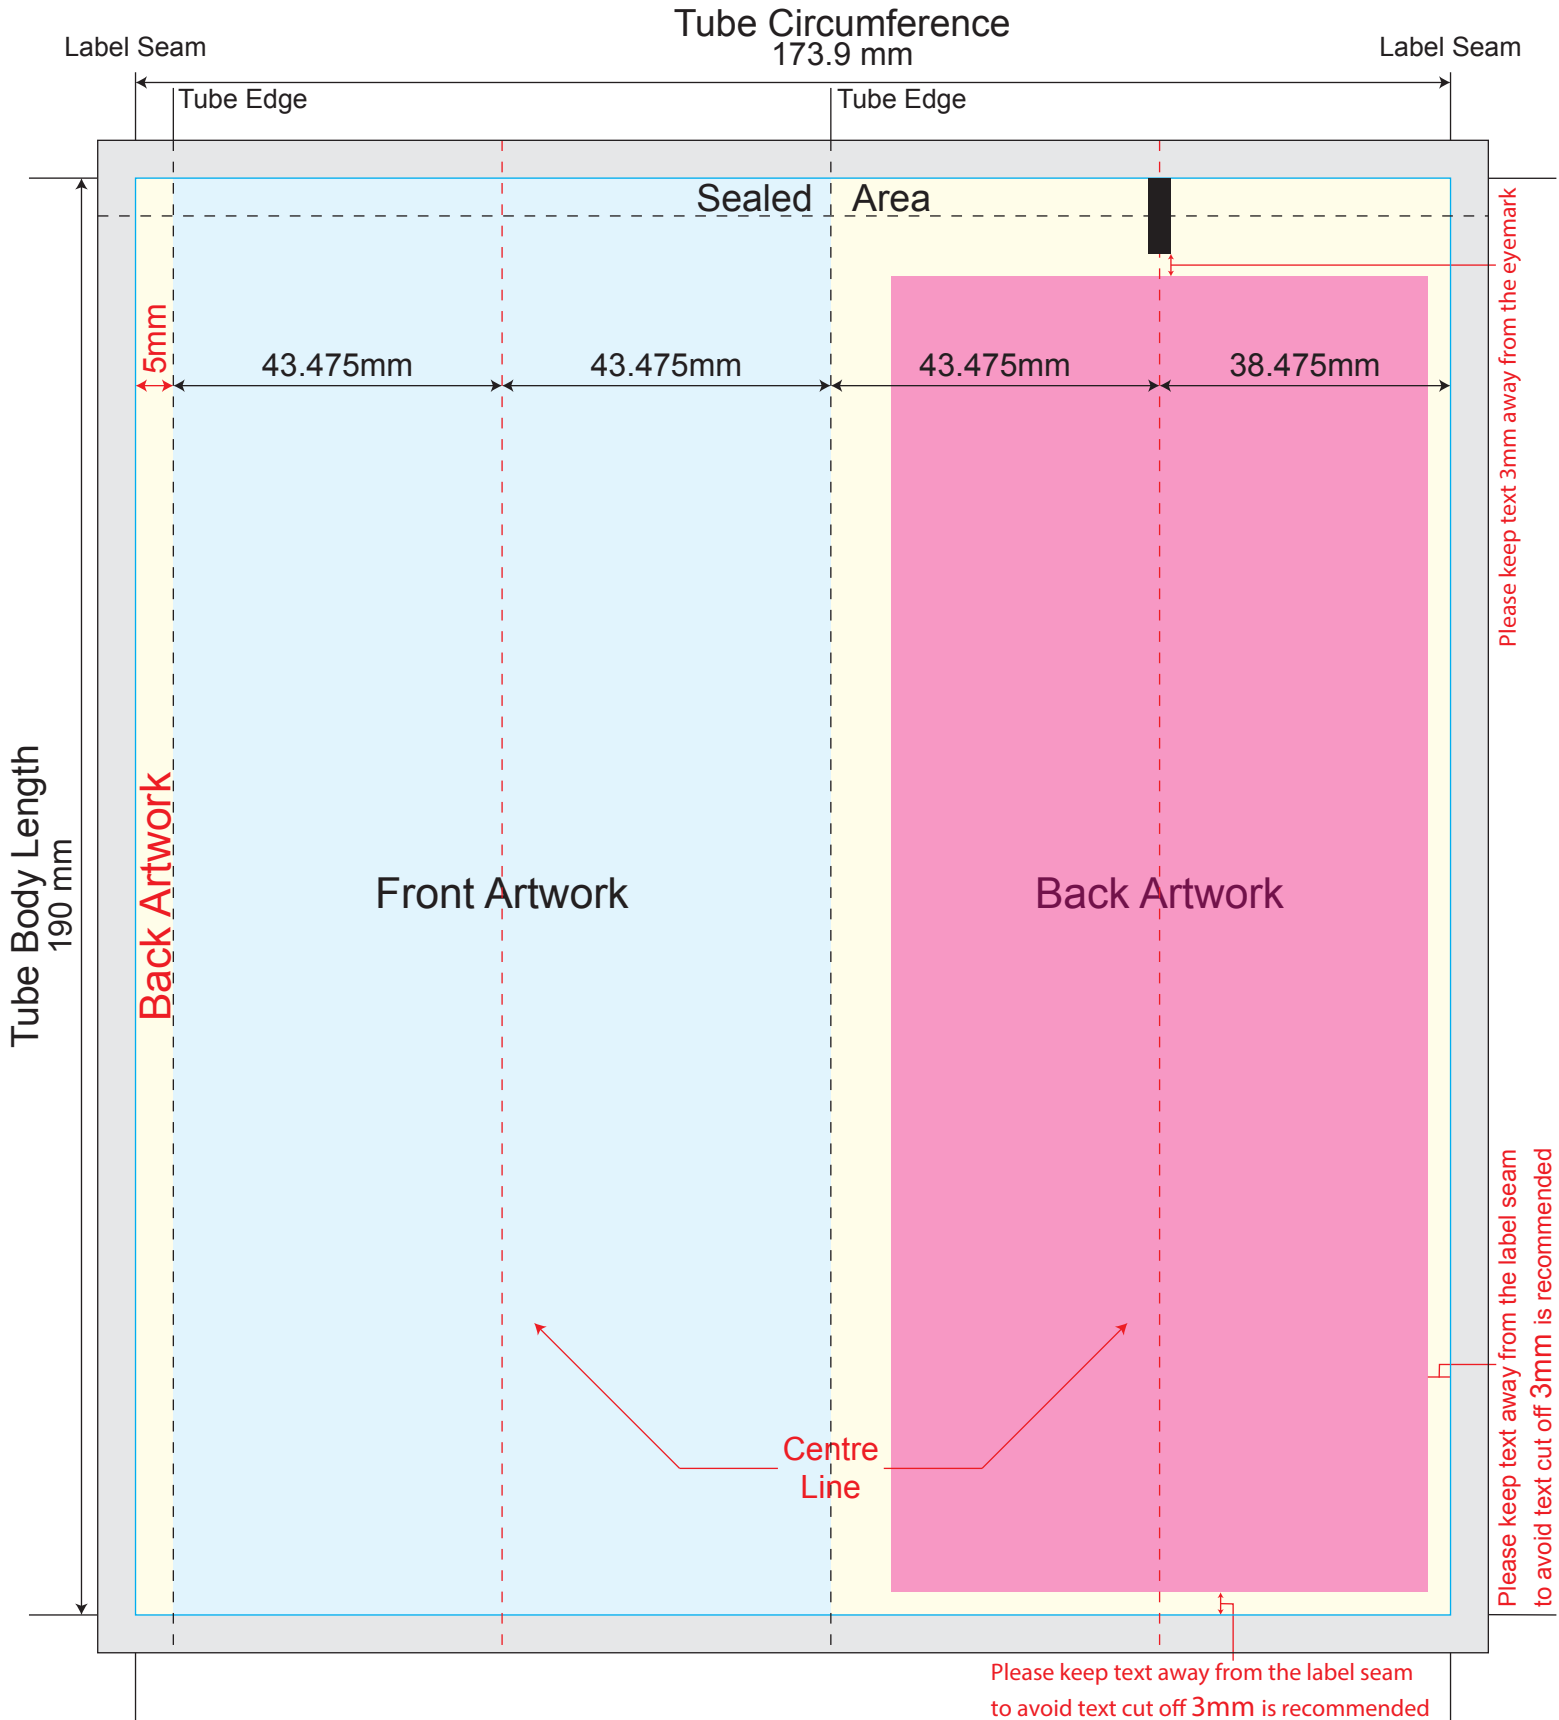 Tube Circumference
173.9 mm
Label Seam
Label Seam
Tube Edge
Tube Edge
Sealed Area
Please keep text 3mm away from the eyemark
5mm
43.475mm
43.475mm
43.475mm
38.475mm
Tube Body Length
190 mm
Back Artwork
Front Artwork
Back Artwork
Centre
Line
Please keep text away from the label seam
to avoid text cut off 3mm is recommended
Please keep text away from the label seam
to avoid text cut off 3mm is recommended